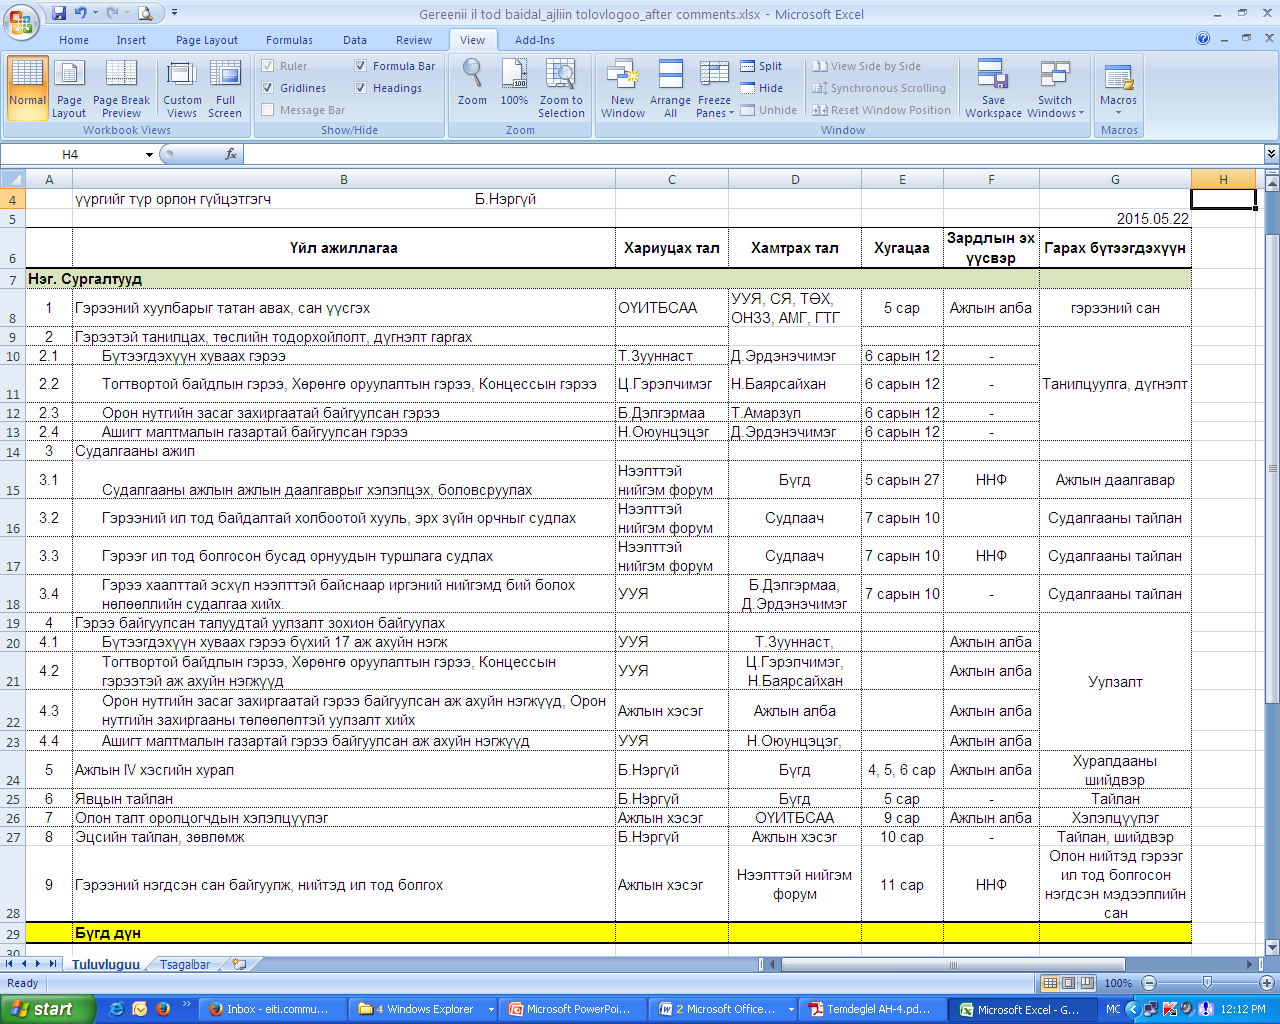 Gereenii il tod baidal_ajliin tolovlogoo_after comments.xlsx - Microsoft Excel
Home Insert Page Layout Formulas Data Review View Add-Ins
Normal Page Layout Page Break Preview Custom Views Full Screen
Workbook Views
Ruler Formula Bar
Gridlines Headings
Message Bar
Show/Hide
Zoom 100% Zoom to Selection
Zoom
New Window Arrange All Freeze Panes Split Hide Unhide
View Side by Side
Synchronous Scrolling
Reset Window Position
Save Workspace Switch Windows
Window
Macros
Macros
H4 fx
A B C D E F G H
4 үүргийг түр орлон гүйцэтгэгч Б.Нэргүй
5 2015.05.22
6 Үйл ажиллагаа Хариуцах тал Хамтрах тал Хугацаа Зардлын эх үүсвэр Гарах бүтээгдэхүүн
7 Нэг. Сургалтууд
8 1 Гэрээний хуулбарыг татан авах, сан үүсгэх ОҮИТБСАА УУЯ, СЯ, ТӨХ, ОНЗЗ, АМГ, ГТГ 5 сар Ажлын алба гэрээний сан
9 2 Гэрээтэй танилцах, төслийн тодорхойлолт, дүгнэлт гаргах
10 2.1 Бүтээгдэхүүн хуваах гэрээ Т.Зууннаст Д.Эрдэнэчимэг 6 сарын 12 -
11 2.2 Тогтвортой байдлын гэрээ, Хөрөнгө оруулалтын гэрээ, Концессын гэрээ Ц.Гэрэлчимэг Н.Баярсайхан 6 сарын 12 - Танилцуулга, дүгнэлт
12 2.3 Орон нутгийн засаг захиргаатай байгуулсан гэрээ Б.Дэлгэрмаа Т.Амарзул 6 сарын 12 -
13 2.4 Ашигт малтмалын газартай байгуулсан гэрээ Н.Оюунцэцэг Д.Эрдэнэчимэг 6 сарын 12 -
14 3 Судалгааны ажил
15 3.1 Судалгааны ажлын ажлын даалгаврыг хэлэлцэх, боловсруулах Нээлттэй нийгэм форум Бүгд 5 сарын 27 ННФ Ажлын даалгавар
16 3.2 Гэрээний ил тод байдалтай холбоотой хууль, эрх зүйн орчныг судлах Нээлттэй нийгэм форум Судлаач 7 сарын 10 Судалгааны тайлан
17 3.3 Гэрээг ил тод болгосон бусад орнуудын туршлага судлах Нээлттэй нийгэм форум Судлаач 7 сарын 10 ННФ Судалгааны тайлан
18 3.4 Гэрээ хаалттай эсхүл нээлттэй байснаар иргэний нийгэмд бий болох нөлөөллийн судалгаа хийх. УУЯ Б.Дэлгэрмаа, Д.Эрдэнэчимэг 7 сарын 10 - Судалгааны тайлан
19 4 Гэрээ байгуулсан талуудтай уулзалт зохион байгуулах
20 4.1 Бүтээгдэхүүн хуваах гэрээ бүхий 17 аж ахуйн нэгж УУЯ Т.Зууннаст, Ажлын алба
21 4.2 Тогтвортой байдлын гэрээ, Хөрөнгө оруулалтын гэрээ, Концессын гэрээтэй аж ахуйн нэгжүүд УУЯ Ц.Гэрэлчимэг, Н.Баярсайхан Ажлын алба Уулзалт
22 4.3 Орон нутгийн засаг захиргаатай гэрээ байгуулсан аж ахуйн нэгжүүд, Орон нутгийн захиргааны төлөөлөлтэй уулзалт хийх Ажлын хэсэг Ажлын алба Ажлын алба
23 4.4 Ашигт малтмалын газартай гэрээ байгуулсан аж ахуйн нэгжүүд УУЯ Н.Оюунцэцэг, Ажлын алба
24 5 Ажлын IV хэсгийн хурал Б.Нэргүй Бүгд 4, 5, 6 сар Ажлын алба Хуралдааны шийдвэр
25 6 Явцын тайлан Б.Нэргүй Бүгд 5 сар - Тайлан
26 7 Олон талт оролцогчдын хэлэлцүүлэг Ажлын хэсэг ОҮИТБСАА 9 сар Ажлын алба Хэлэлцүүлэг
27 8 Эцсийн тайлан, зөвлөмж Б.Нэргүй Ажлын хэсэг 10 сар - Тайлан, шийдвэр
28 9 Гэрээний нэгдсэн сан байгуулж, нийтэд ил тод болгох Ажлын хэсэг Нээлттэй нийгэм форум 11 сар ННФ Олон нийтэд гэрээг ил тод болгосон нэгдсэн мэдээллийн сан
29 Бүгд дүн
30
Tuluvluguu Tsagalbar
Ready 100%
start Inbox - eiti.commu... 4 Windows Explorer Microsoft PowerPoi... 2 Microsoft Office... Temdeglel AH-4.pd... Microsoft Excel - G... MC 12:12 PM